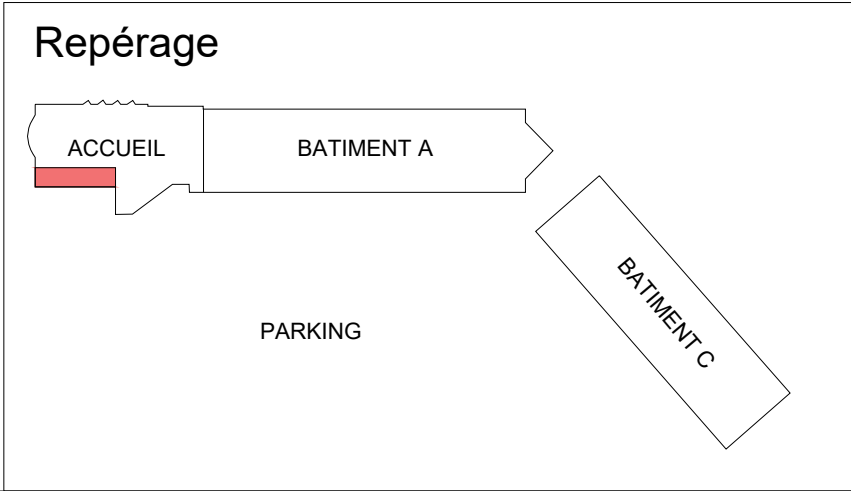 Repérage
ACCUEIL
BATIMENT A
BATIMENT C
PARKING